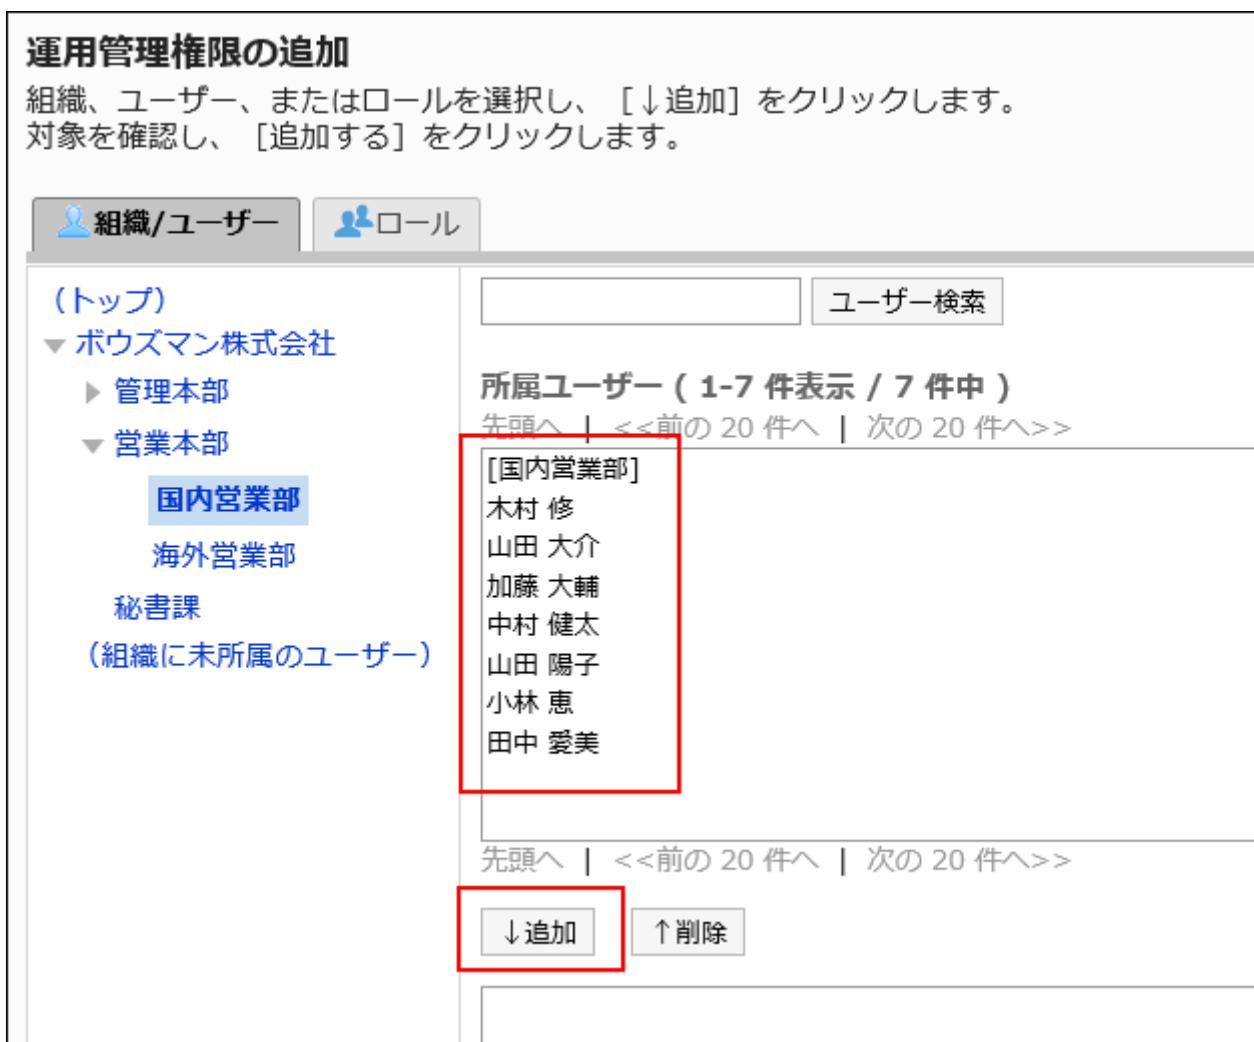 運用管理権限の追加
組織、ユーザー、またはロールを選択し、 [↓追加] をクリックします。
対象を確認し、 [追加する] をクリックします。
組織/ユーザー ロール
(トップ)
ボウズマン株式会社
管理本部
営業本部
国内営業部
海外営業部
秘書課
(組織に未所属のユーザー)
ユーザー検索
所属ユーザー ( 1-7 件表示 / 7 件中 )
先頭へ | <<前の 20 件へ | 次の 20 件へ>>
[国内営業部]
木村 修
山田 大介
加藤 大輔
中村 健太
山田 陽子
小林 恵
田中 愛美
先頭へ | <<前の 20 件へ | 次の 20 件へ>>
↓追加 ↑削除